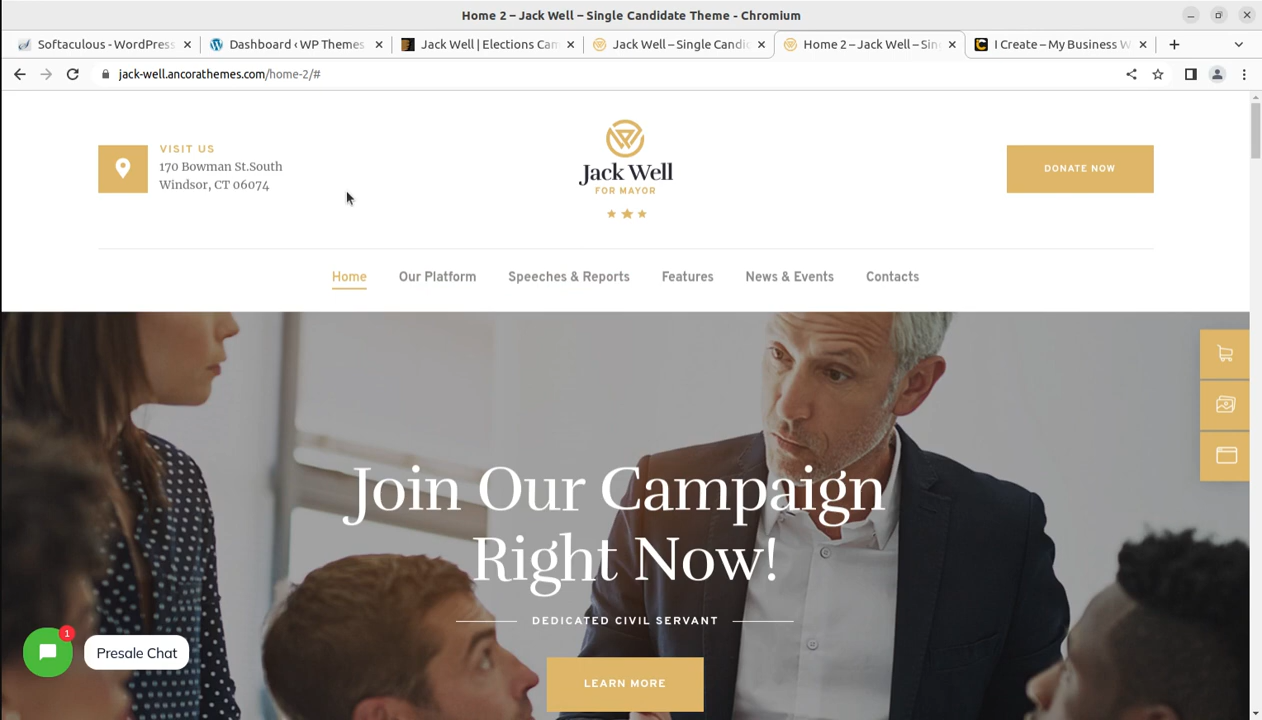 Home 2 – Jack Well – Single Candidate Theme - Chromium
Softaculous - WordPress
Dashboard ‹ WP Themes
Jack Well | Elections Cam
Jack Well – Single Candic
Home 2 – Jack Well – Sin
I Create – My Business W
jack-well.ancorathemes.com/home-2/#
VISIT US
170 Bowman St.South
Windsor, CT 06074
Jack Well
FOR MAYOR
DONATE NOW
Home
Our Platform
Speeches & Reports
Features
News & Events
Contacts
Join Our Campaign
Right Now!
DEDICATED CIVIL SERVANT
LEARN MORE
1
Presale Chat